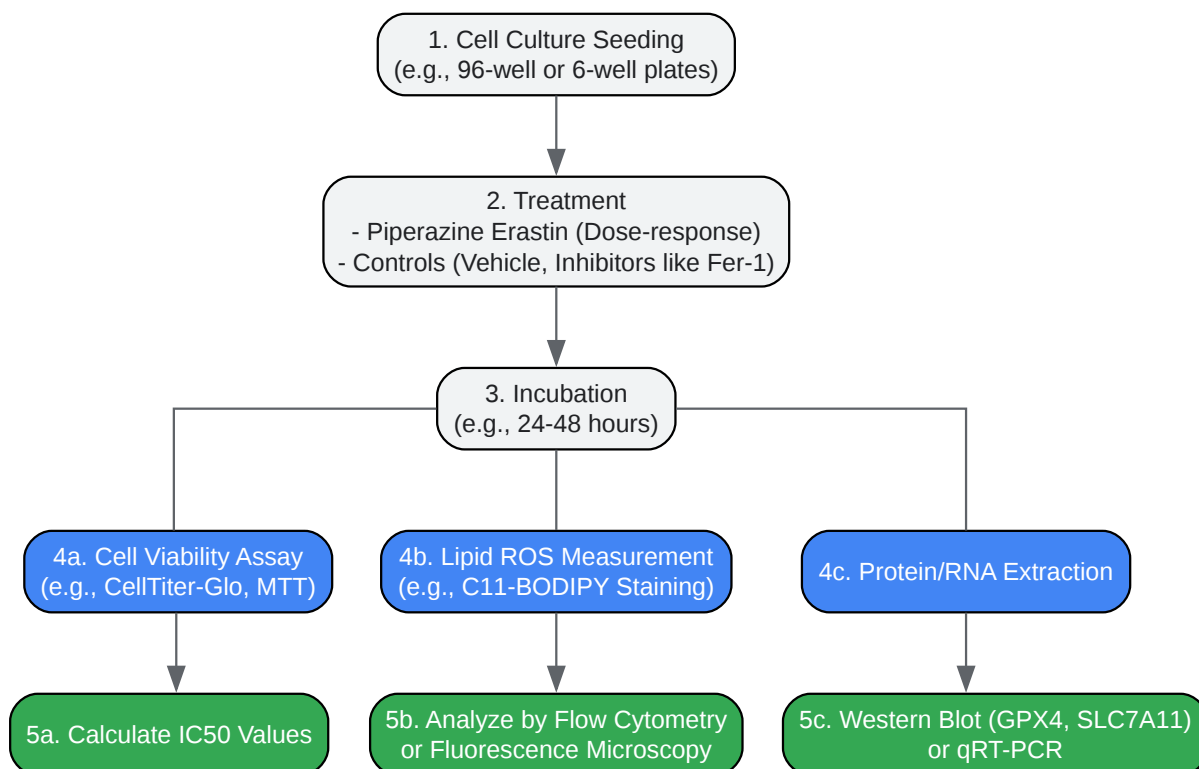 1. Cell Culture Seeding
(e.g., 96-well or 6-well plates)
2. Treatment
- Piperazine Erastin (Dose-response)
- Controls (Vehicle, Inhibitors like Fer-1)
3. Incubation
(e.g., 24-48 hours)
4a. Cell Viability Assay
(e.g., CellTiter-Glo, MTT)
4b. Lipid ROS Measurement
(e.g., C11-BODIPY Staining)
4c. Protein/RNA Extraction
5a. Calculate IC50 Values
5b. Analyze by Flow Cytometry
or Fluorescence Microscopy
5c. Western Blot (GPX4, SLC7A11)
or qRT-PCR